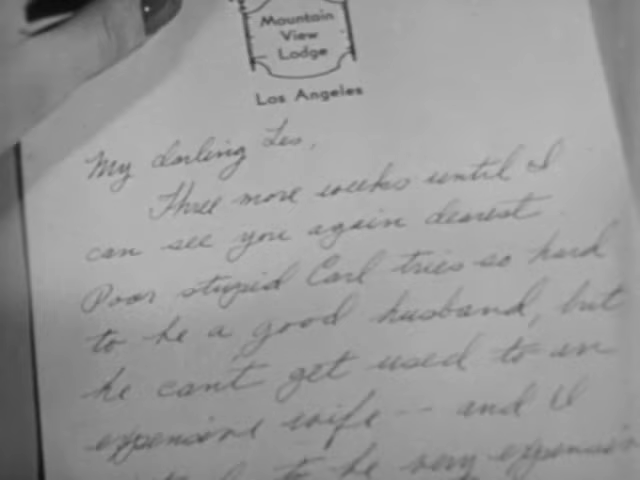 Mountain
View
Lodge
Los Angeles
My darling Les,
Three more weeks until I
can see you again dearest.
Poor stupid Carl tries so hard
to be a good husband, but
he cant get used to an
expensive wife -- and I
to be very expensive